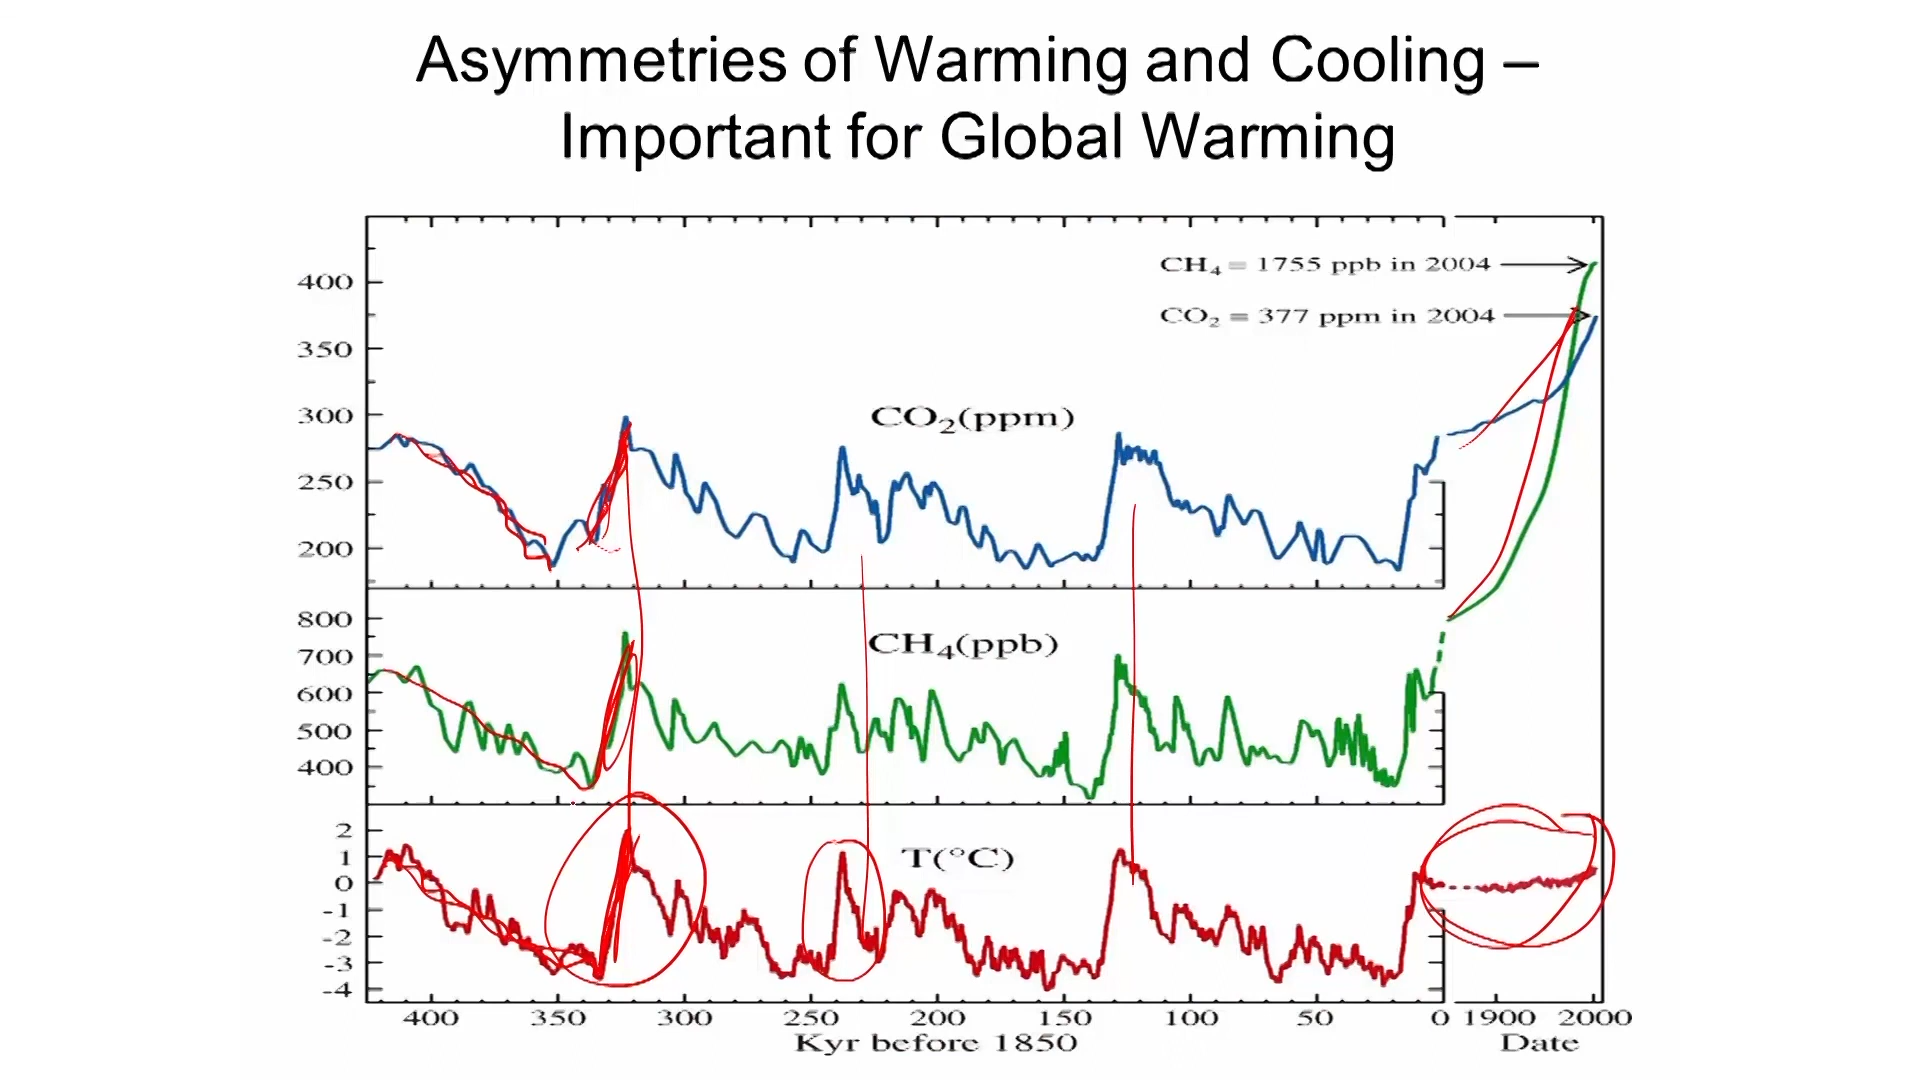 Asymmetries of Warming and Cooling –
Important for Global Warming
CH₄ = 1755 ppb in 2004
CO₂ = 377 ppm in 2004
400
350
300
250
200
CO₂(ppm)
800
700
600
500
400
CH₄(ppb)
2
1
0
-1
-2
-3
-4
T(°C)
400 350 300 250 200 150 100 50 0 1900 2000
Kyr before 1850 Date